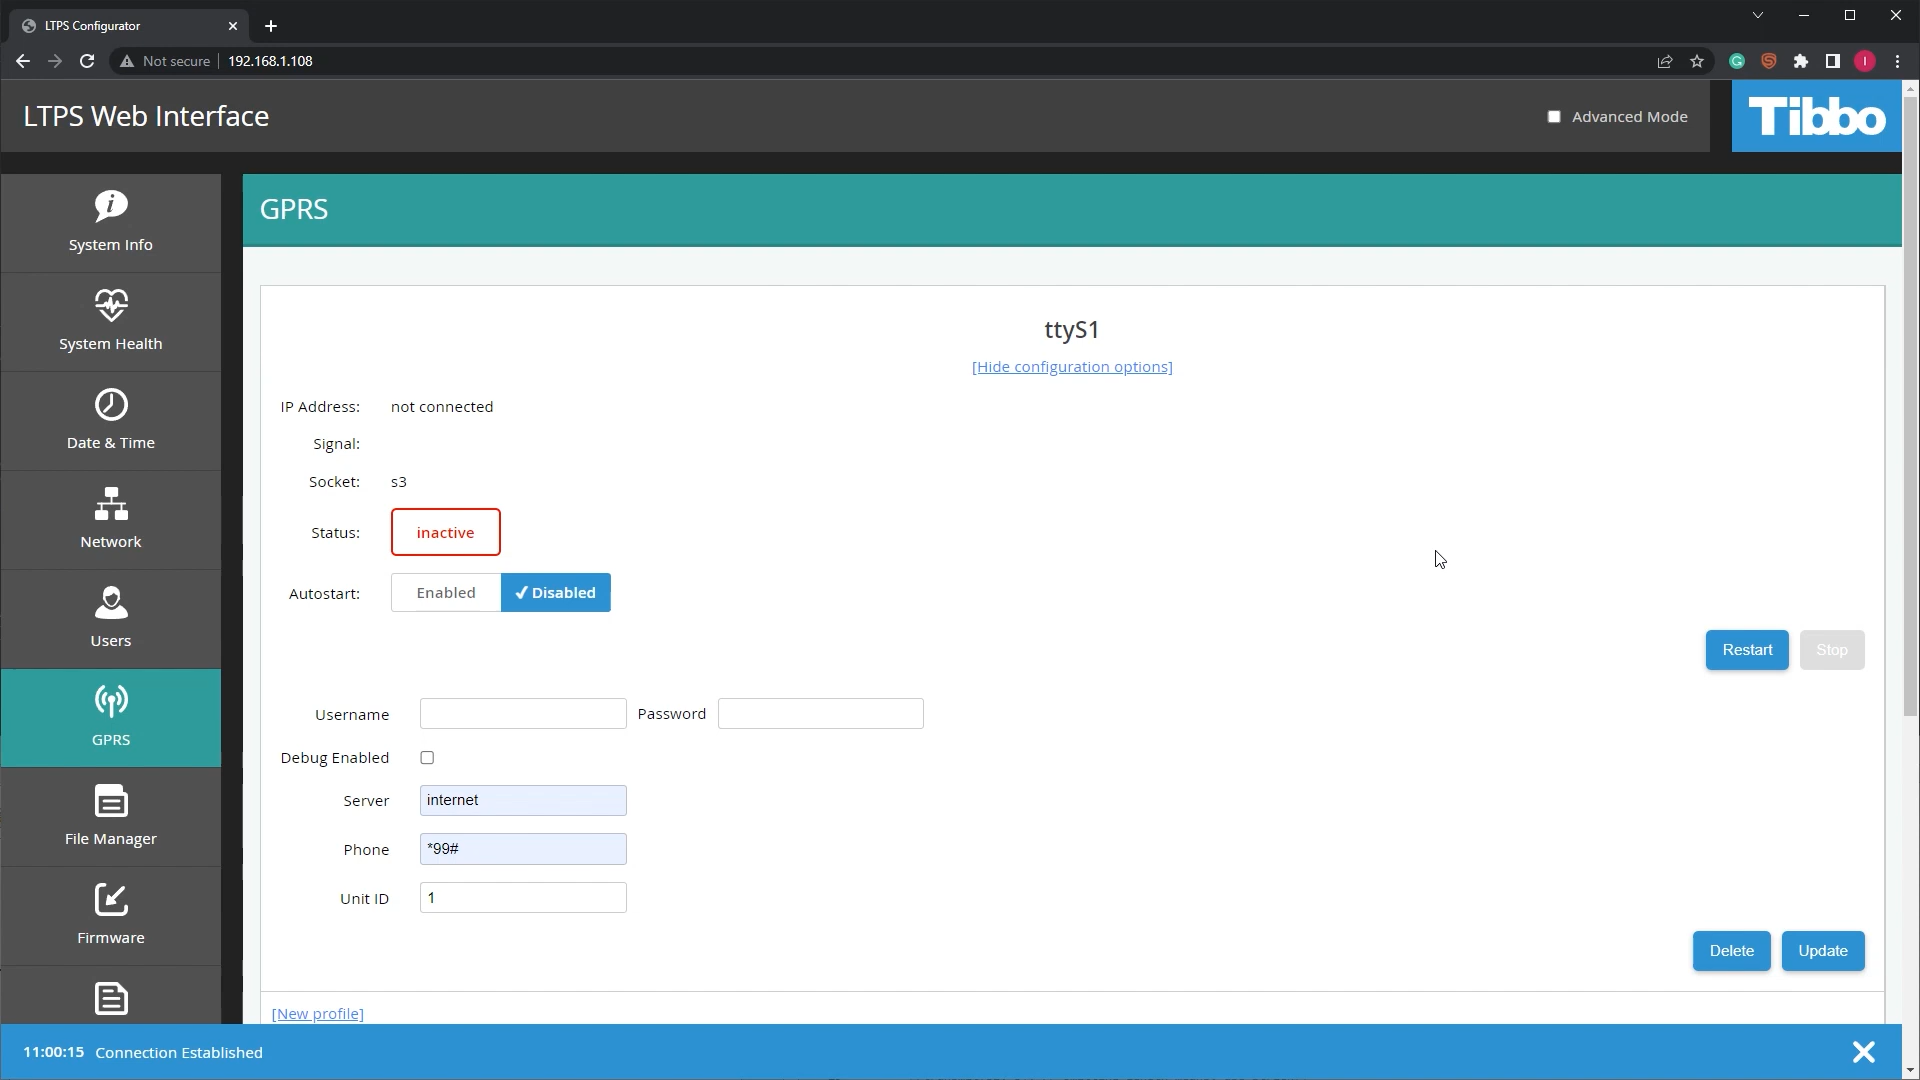 LTPS Configurator
Not secure
192.168.1.108
I
LTPS Web Interface
Advanced Mode
Tibbo
System Info
System Health
Date & Time
Network
Users
GPRS
File Manager
Firmware
GPRS
ttyS1
[Hide configuration options]
IP Address: not connected
Signal:
Socket: s3
Status: inactive
Autostart: Enabled Disabled
Restart Stop
Username Password
Debug Enabled
Server internet
Phone *99#
Unit ID 1
Delete Update
[New profile]
11:00:15 Connection Established